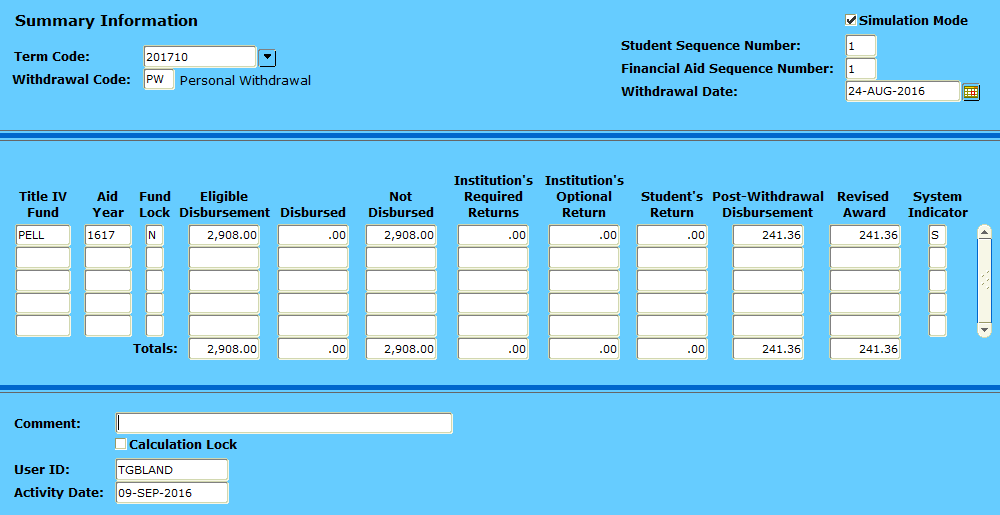 Summary Information
Simulation Mode
Term Code: 201710
Student Sequence Number: 1
Withdrawal Code: PW Personal Withdrawal
Financial Aid Sequence Number: 1
Withdrawal Date: 24-AUG-2016
Title IV Fund Aid Year Fund Lock Eligible Disbursement Disbursed Not Disbursed Institution's Required Returns Institution's Optional Return Student's Return Post-Withdrawal Disbursement Revised Award System Indicator
PELL 1617 N 2,908.00 .00 2,908.00 .00 .00 .00 241.36 241.36 S
Totals: 2,908.00 .00 2,908.00 .00 .00 .00 241.36 241.36
Comment:
Calculation Lock
User ID: TGBLAND
Activity Date: 09-SEP-2016